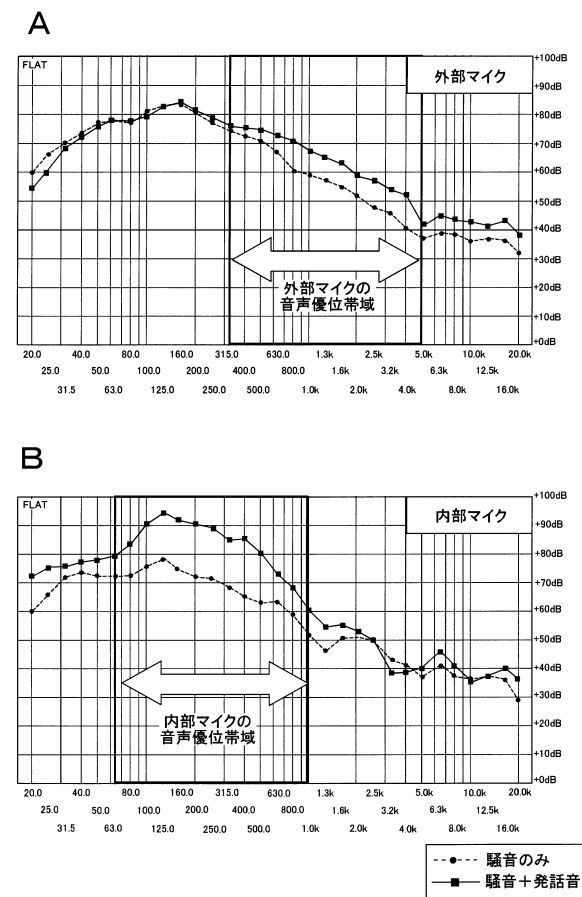 A
FLAT
外部マイク
+100dB
+90dB
+80dB
+70dB
+60dB
+50dB
+40dB
+30dB
+20dB
+10dB
+0dB
外部マイクの
音声優位帯域
20.0 40.0 80.0 160.0 315.0 630.0 1.3k 2.5k 5.0k 10.0k 20.0k
25.0 50.0 100.0 200.0 400.0 800.0 1.6k 3.2k 6.3k 12.5k
31.5 63.0 125.0 250.0 500.0 1.0k 2.0k 4.0k 8.0k 16.0k
B
FLAT
内部マイク
+100dB
+90dB
+80dB
+70dB
+60dB
+50dB
+40dB
+30dB
+20dB
+10dB
+0dB
内部マイクの
音声優位帯域
20.0 40.0 80.0 160.0 315.0 630.0 1.3k 2.5k 5.0k 10.0k 20.0k
25.0 50.0 100.0 200.0 400.0 800.0 1.6k 3.2k 6.3k 12.5k
31.5 63.0 125.0 250.0 500.0 1.0k 2.0k 4.0k 8.0k 16.0k
騒音のみ
騒音＋発話音